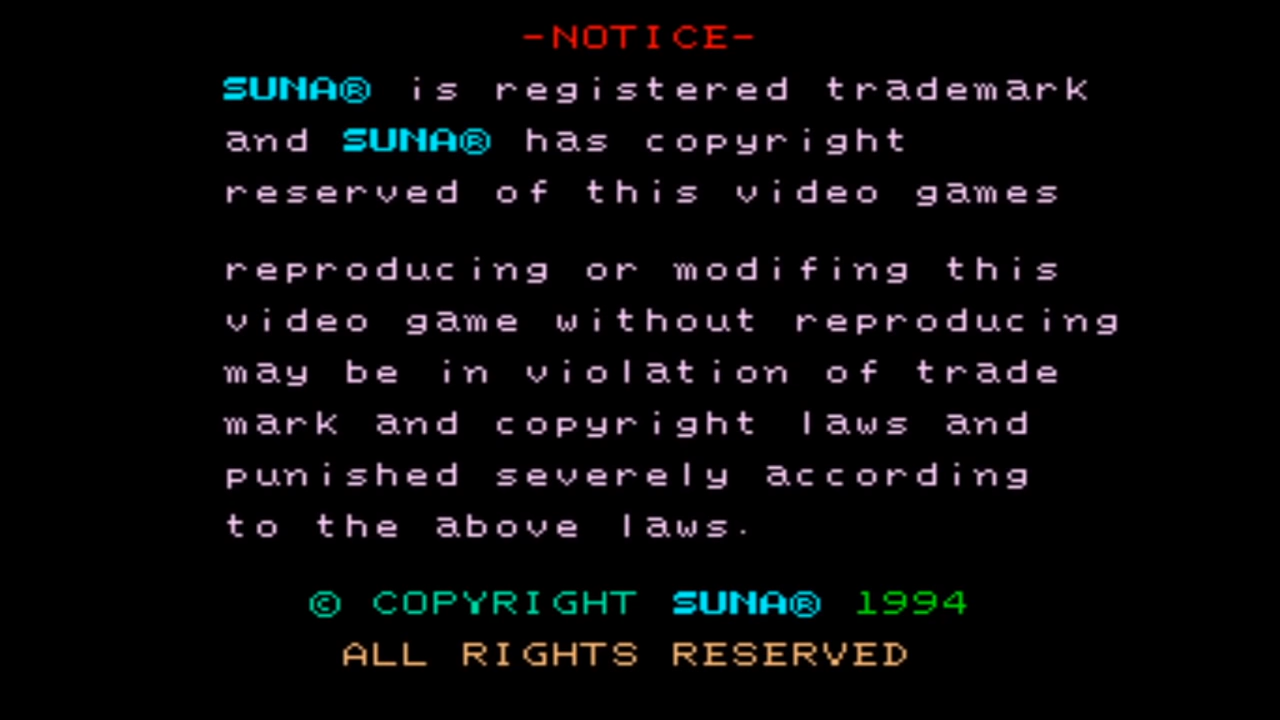 -NOTICE-
SUNA® is registered trademark
and SUNA® has copyright
reserved of this video games
reproducing or modifing this
video game without reproducing
may be in violation of trade
mark and copyright laws and
punished severely according
to the above laws.
© COPYRIGHT SUNA® 1994
ALL RIGHTS RESERVED